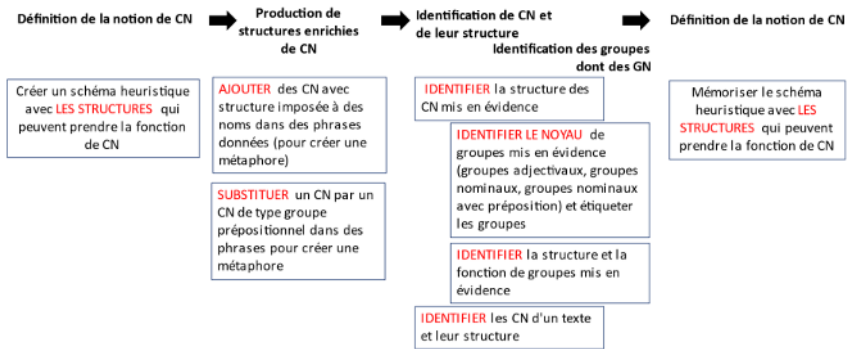 Définition de la notion de CN
Production de
structures enrichies
de CN
Identification de CN et
de leur structure
Identification des groupes
dont des GN
Définition de la notion de CN
Créer un schéma heuristique
avec LES STRUCTURES qui
peuvent prendre la fonction
de CN
AJOUTER des CN avec
structure imposée à des
noms dans des phrases
données (pour créer une
métaphore)
SUBSTITUER un CN par un
CN de type groupe
prépositionnel dans des
phrases pour créer une
métaphore
IDENTIFIER la structure des
CN mis en évidence
IDENTIFIER LE NOYAU de
groupes mis en évidence
(groupes adjectivaux, groupes
nominaux, groupes nominaux
avec préposition) et étiqueter
les groupes
IDENTIFIER la structure et la
fonction de groupes mis en
évidence
IDENTIFIER les CN d'un texte
et leur structure
Mémoriser le schéma
heuristique avec LES
STRUCTURES qui peuvent
prendre la fonction de CN